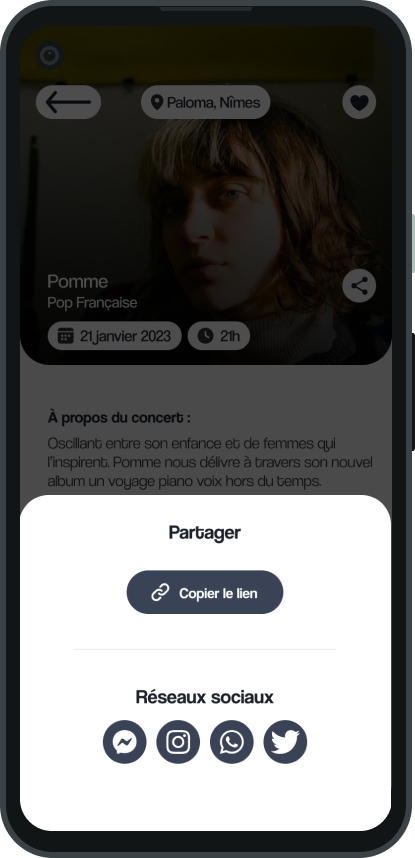 Paloma, Nîmes
Pomme
Pop Française
21 janvier 2023
21h
À propos du concert :
Oscillant entre son enfance et de femmes qui
l'inspirent. Pomme nous délivre à travers son nouvel
album un voyage piano voix hors du temps.
Partager
Copier le lien
Réseaux sociaux